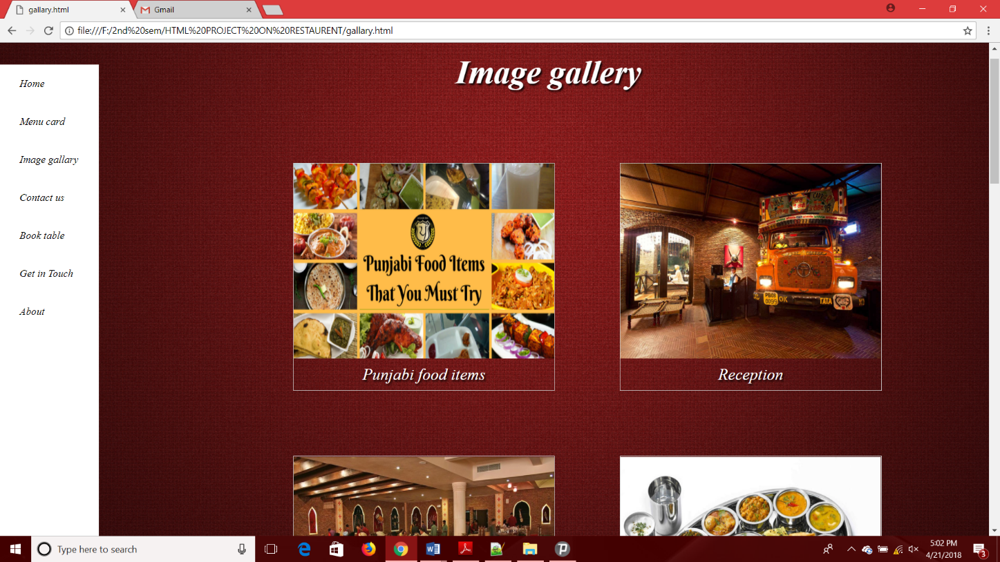 gallary.html
Gmail
file:///F:/2nd%20sem/HTML%20PROJECT%20ON%20RESTAURENT/gallary.html
Image gallery
Home
Menu card
Image gallary
Contact us
Book table
Get in Touch
About
Punjabi Food Items
That You Must Try
PB08
0099
OK
TATA
Punjabi food items
Reception
Type here to search
5:02 PM
4/21/2018
3